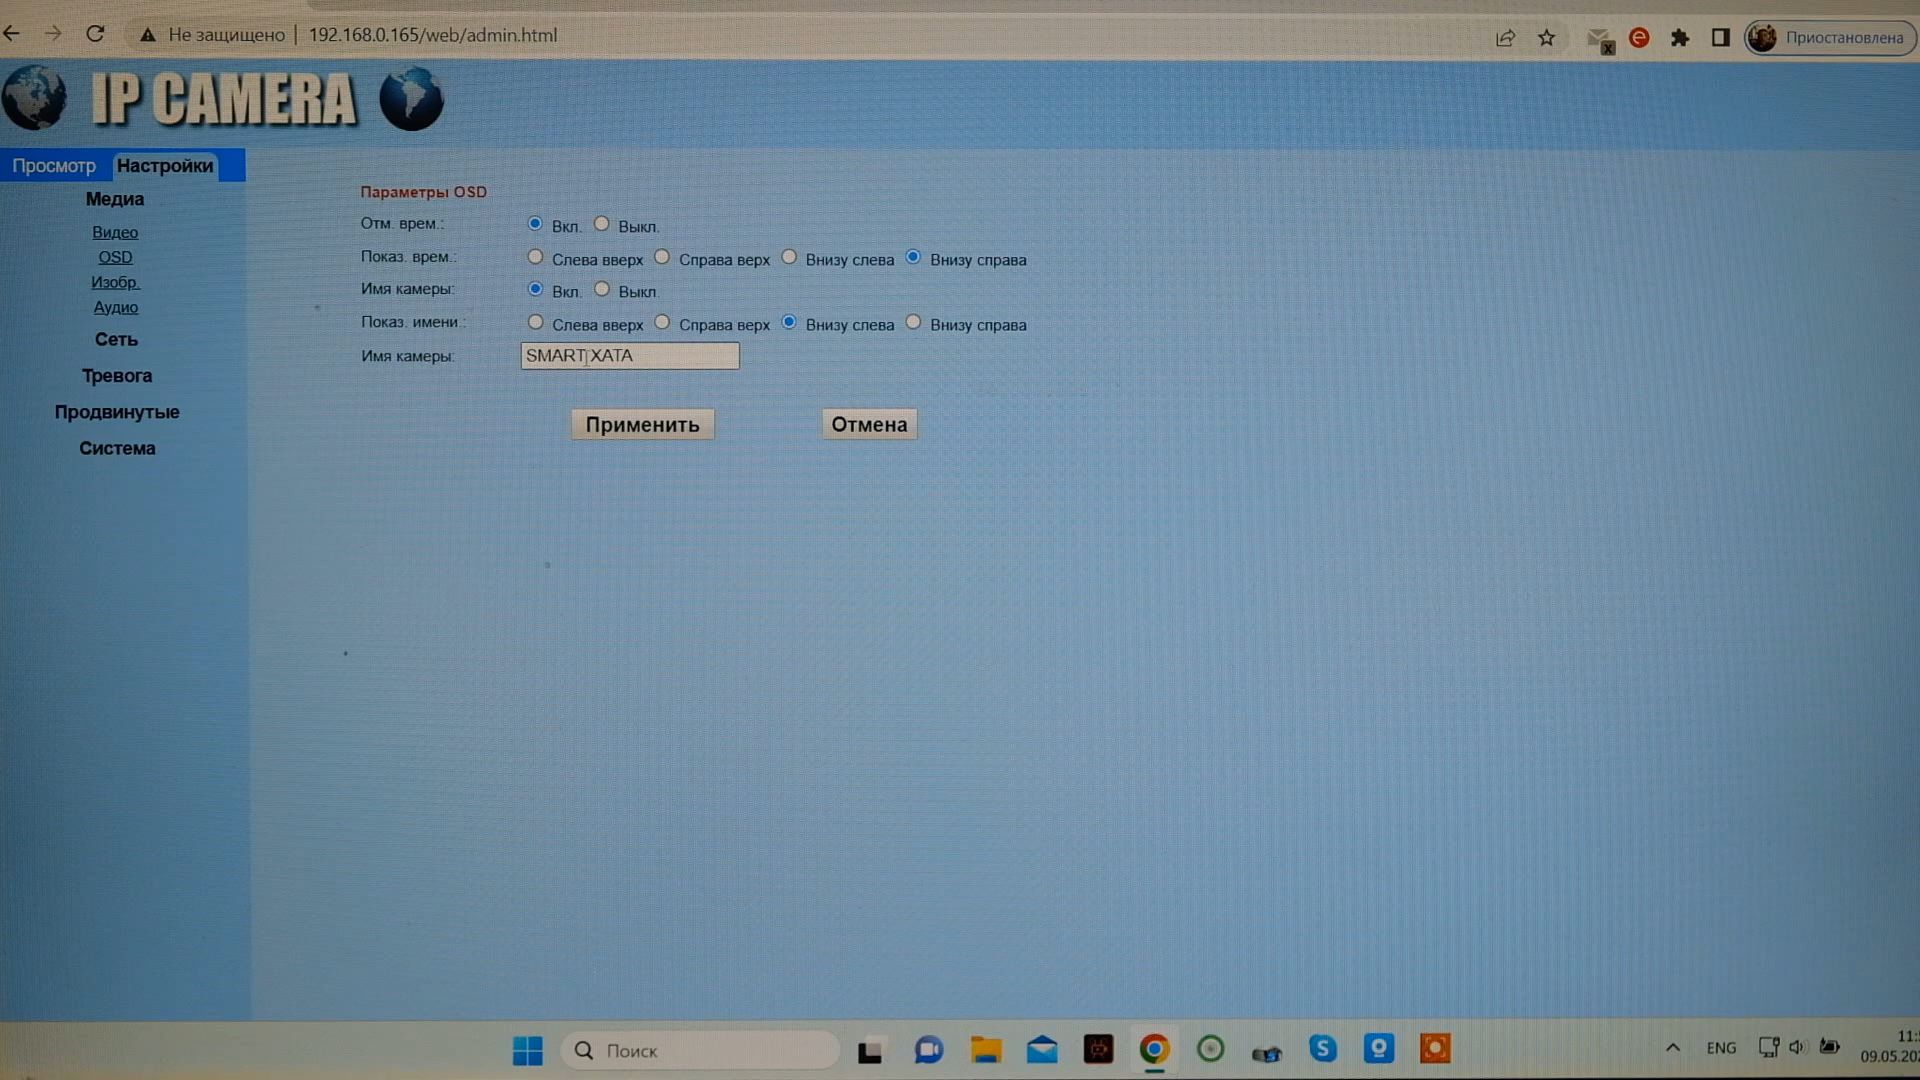 Не защищено | 192.168.0.165/web/admin.html
Приостановлена
IP CAMERA
Просмотр Настройки
Медиа
Видео
OSD
Изобр.
Аудио
Сеть
Тревога
Продвинутые
Система
Параметры OSD
Отм. врем.: Вкл. Выкл.
Показ. врем.: Слева вверх Справа верх Внизу слева Внизу справа
Имя камеры: Вкл. Выкл.
Показ. имени.: Слева вверх Справа верх Внизу слева Внизу справа
Имя камеры: SMART XATA
Применить Отмена
Поиск
ENG
11:
09.05.202